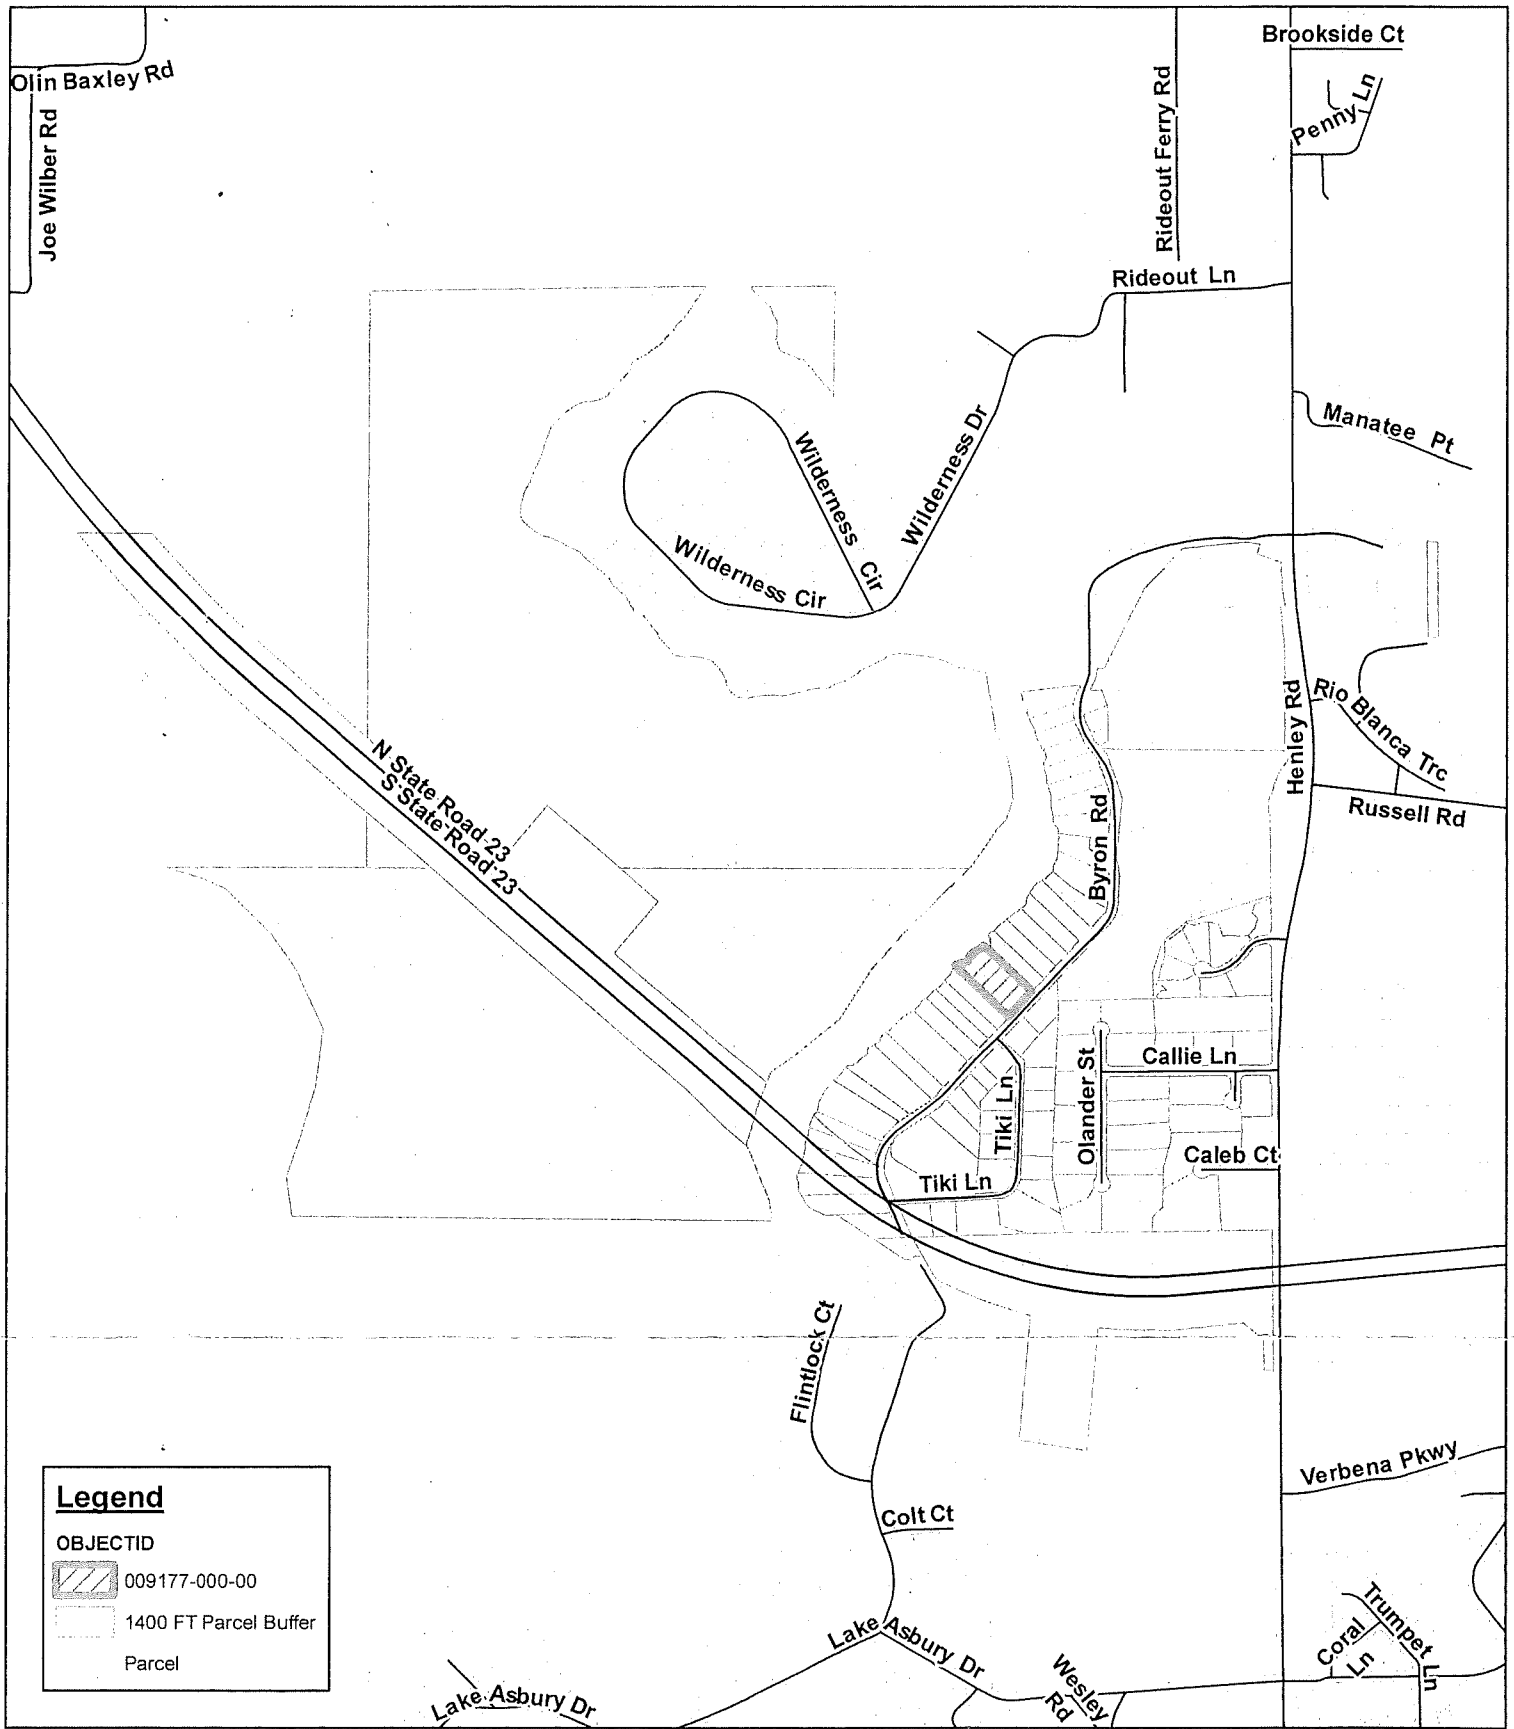 Brookside Ct
Olin Baxley Rd
Joe Wilber Rd
Rideout Ferry Rd
Penny Ln
Rideout Ln
Manatee Pt
Wilderness Cir
Wilderness Dr
Wilderness Cir
Henley Rd
Rio Blanca Trc
N State Road 23
S State Road 23
Byron Rd
Russell Rd
Callie Ln
Olander St
Tiki Ln
Caleb Ct
Tiki Ln
Flintlock Ct
Verbena Pkwy
Colt Ct
Legend
OBJECTID
009177-000-00
1400 FT Parcel Buffer
Parcel
Lake Asbury Dr
Trumpet Ln
Coral
Ln
Wesley
Rd
Lake Asbury Dr